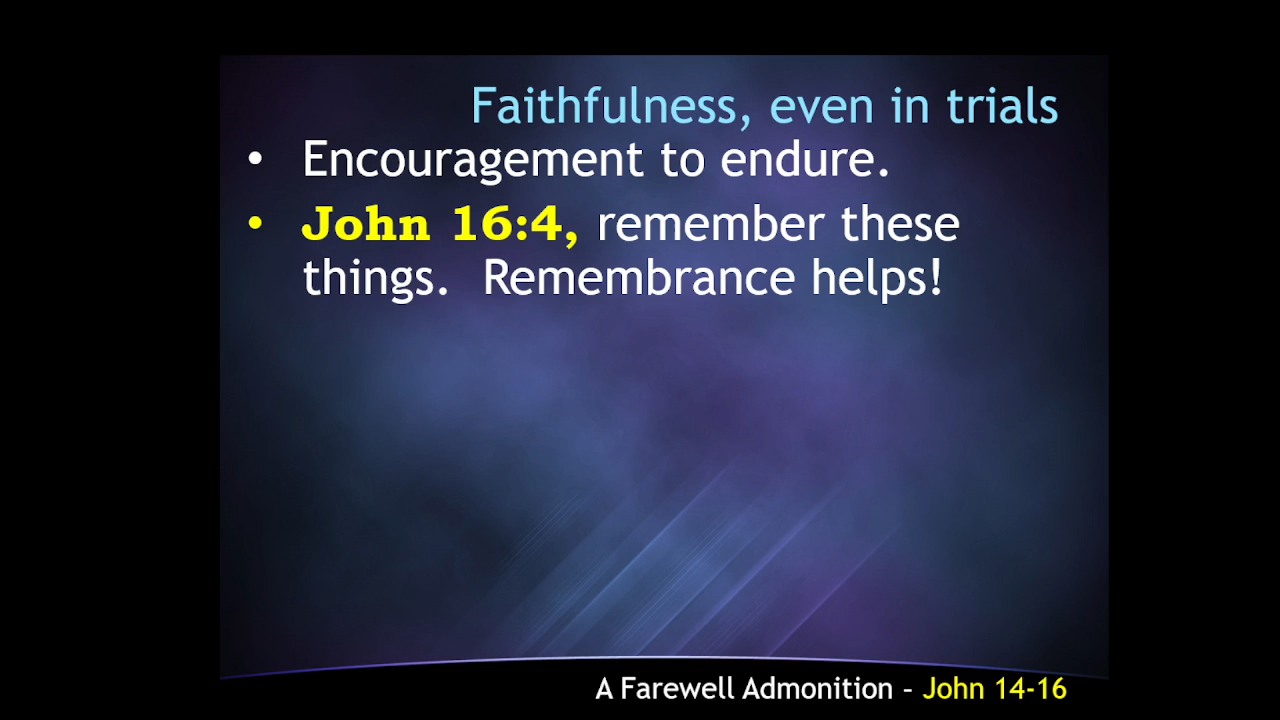 Faithfulness, even in trials
• Encouragement to endure.
• John 16:4, remember these
things.  Remembrance helps!
A Farewell Admonition – John 14-16